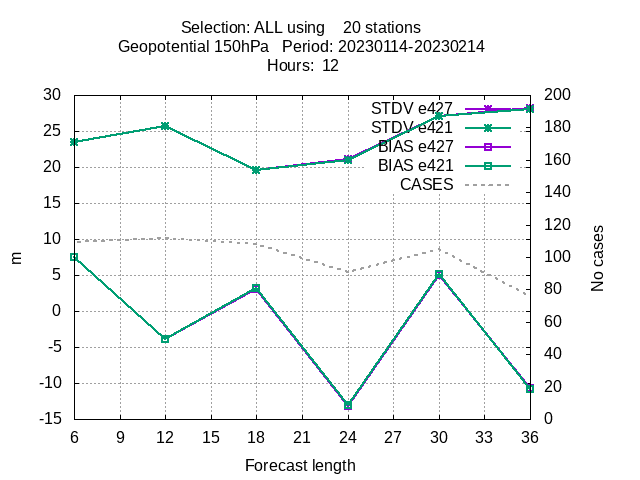 Selection: ALL using    20 stations
Geopotential 150hPa   Period: 20230114-20230214
Hours:  12
30 200
STDV e427
25 180
STDV e421
BIAS e427
20 160
BIAS e421
CASES
15 140
120
10 100
m
No cases
5 80
0 60
-5 40
-10 20
-15 0
6 9 12 15 18 21 24 27 30 33 36
Forecast length